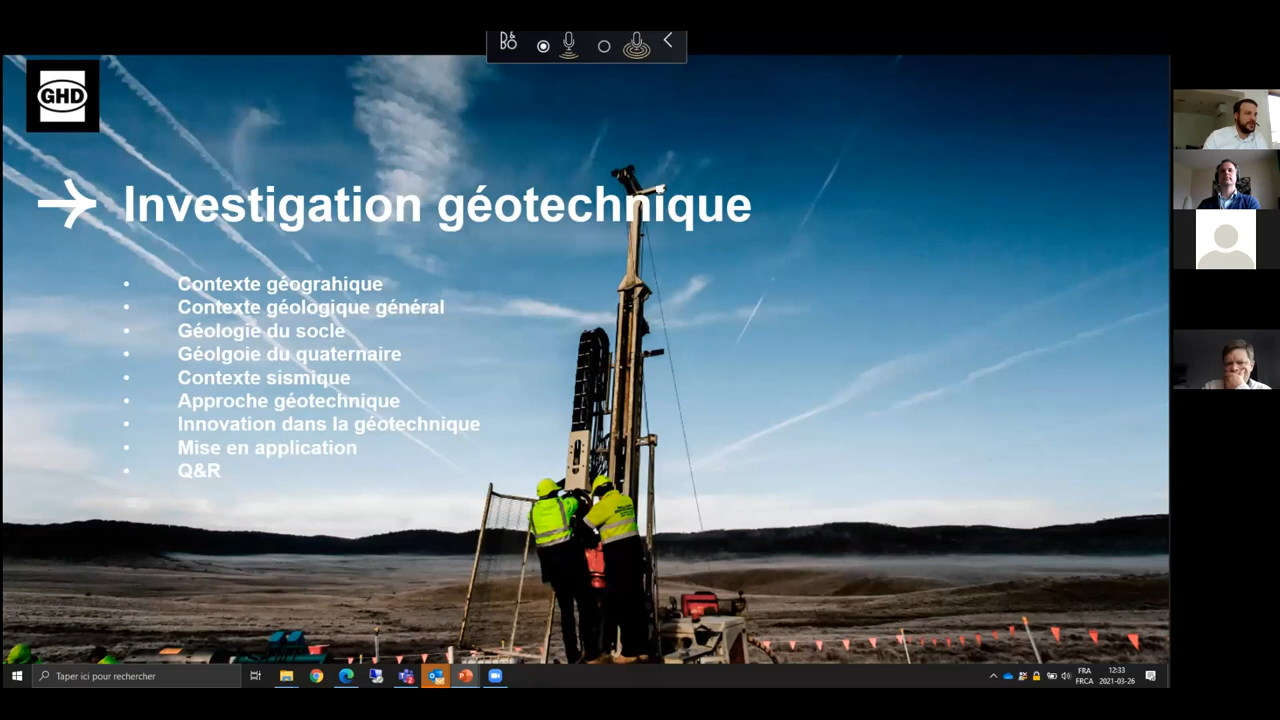 B&O
GHD
Investigation géotechnique
• Contexte géograhique
• Contexte géologique général
• Géologie du socle
• Géolgoie du quaternaire
• Contexte sismique
• Approche géotechnique
• Innovation dans la géotechnique
• Mise en application
• Q&R
Taper ici pour rechercher
FRA 12:33
FRCA 2021-03-26